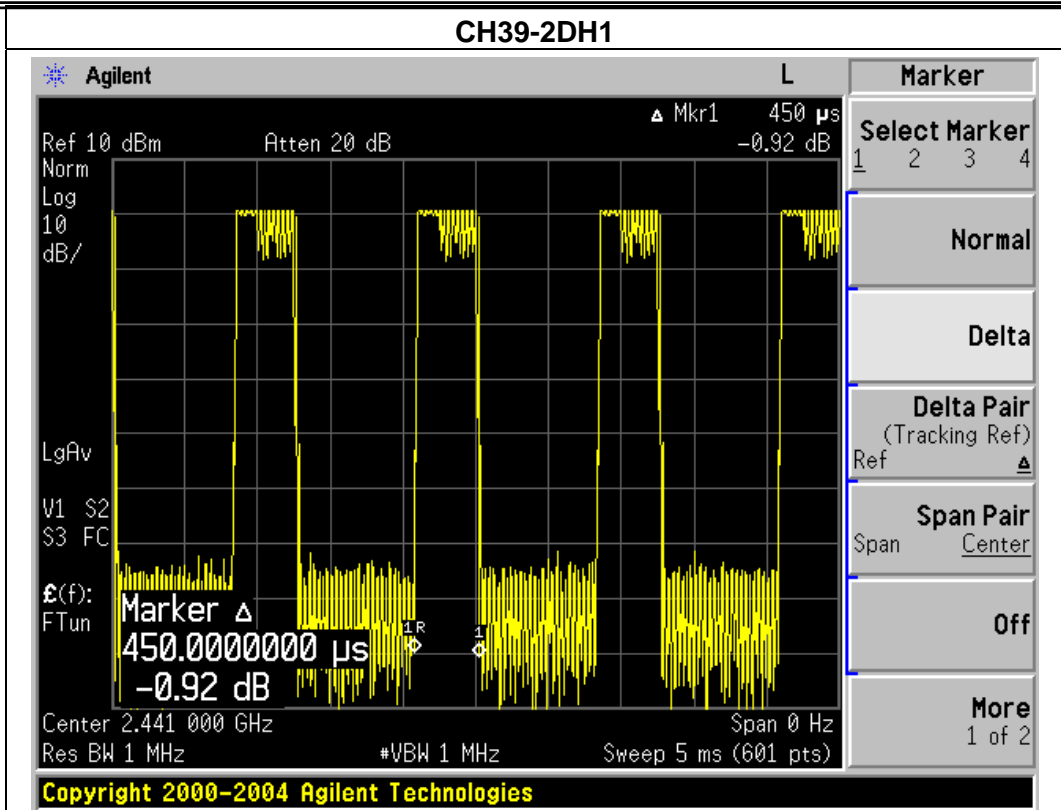 CH39-2DH1
Agilent L Marker
Δ Mkr1 450 µs
Ref 10 dBm Atten 20 dB -0.92 dB
Norm
Log
10
dB/
LgAv
V1 S2
S3 FC
£(f):
FTun
1R
1
Marker Δ
450.0000000 µs
-0.92 dB
Center 2.441 000 GHz Span 0 Hz
Res BW 1 MHz #VBW 1 MHz Sweep 5 ms (601 pts)
Select Marker
1 2 3 4
Normal
Delta
Delta Pair
(Tracking Ref)
Ref Δ
Span Pair
Span Center
Off
More
1 of 2
Copyright 2000-2004 Agilent Technologies